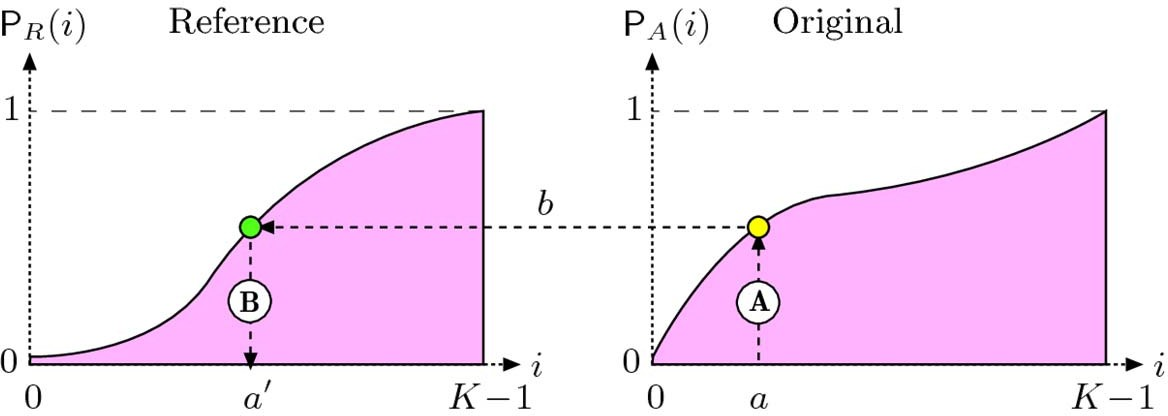 P_R(i) Reference P_A(i) Original
1 1
b
B A
0 i 0 i
0 a′ K−1 0 a K−1